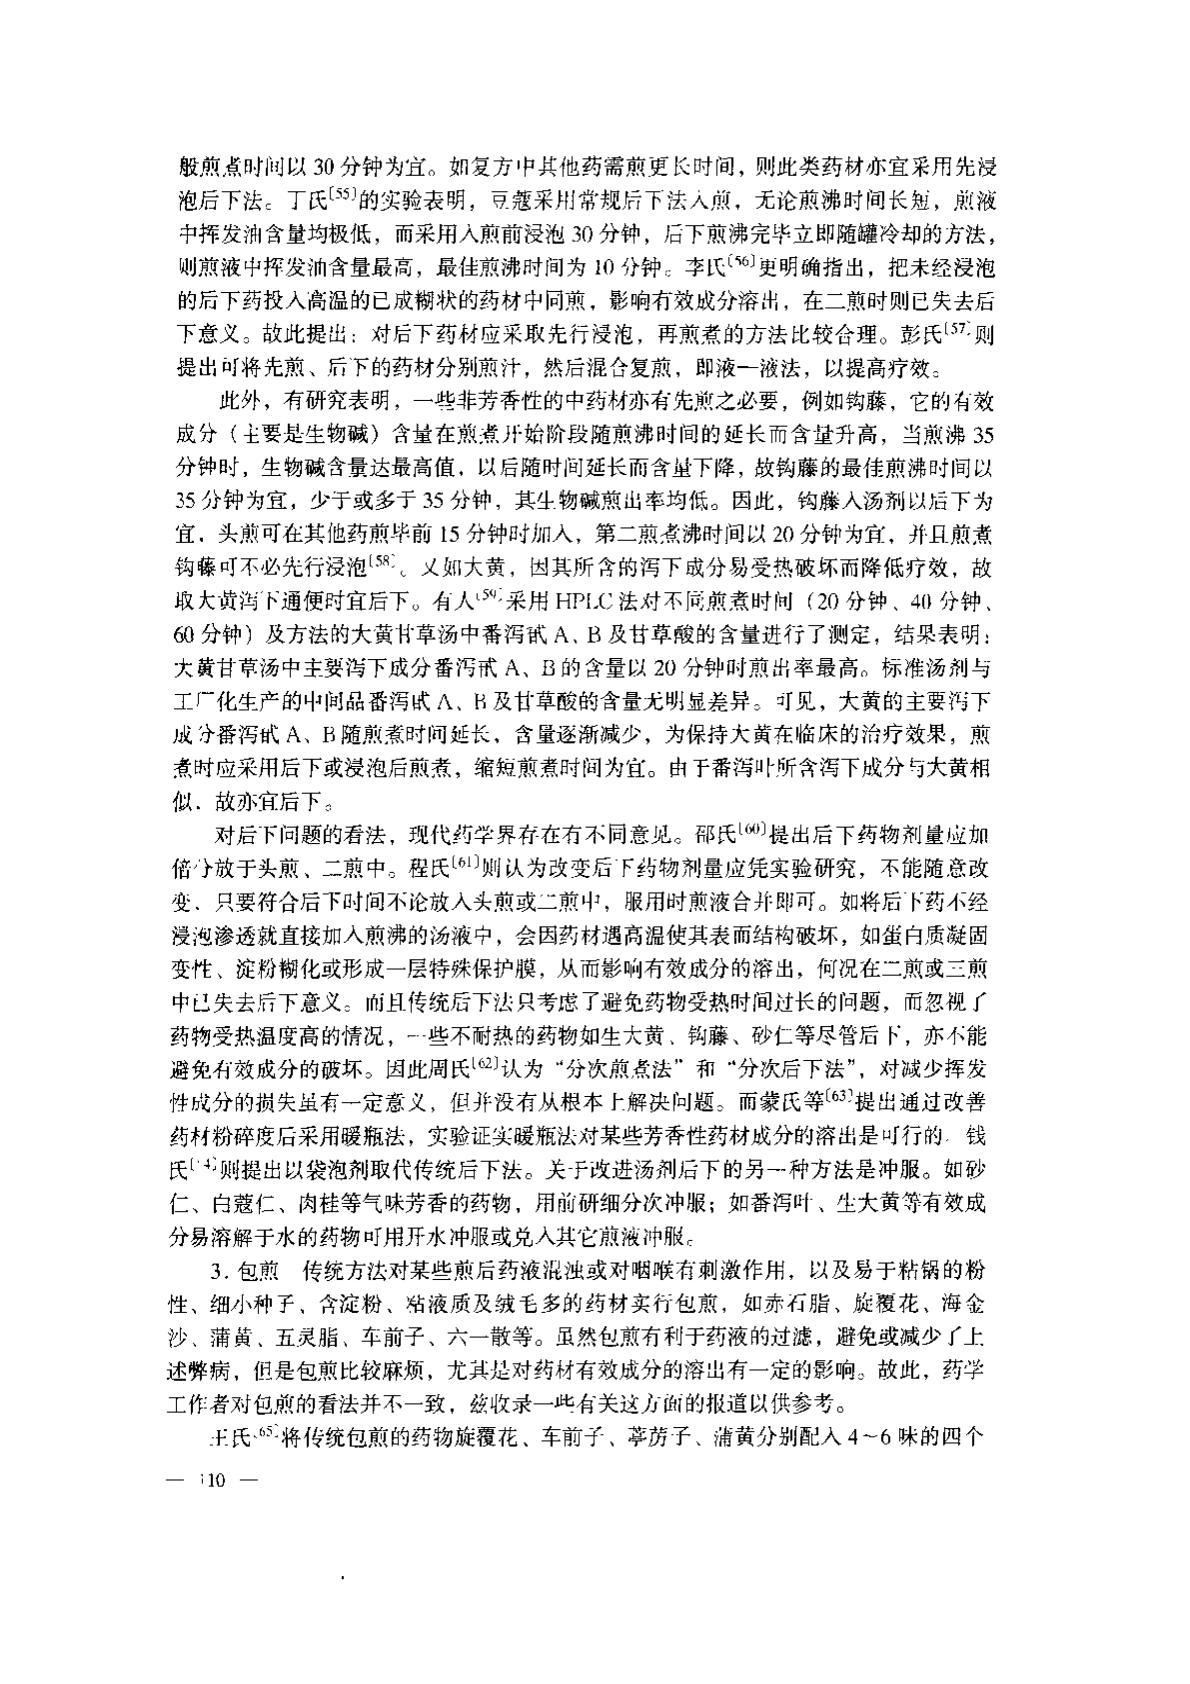 般煎煮时间以 30 分钟为宜。如复方中其他药需煎更长时间，则此类药材亦宜采用先浸
泡后下法。丁氏〔55〕的实验表明，豆蔻采用常规后下法入煎，无论煎沸时间长短，煎液
中挥发油含量均极低，而采用入煎前浸泡 30 分钟，后下煎沸完毕立即随罐冷却的方法，
则煎液中挥发油含量最高，最佳煎沸时间为 10 分钟。李氏〔56〕更明确指出，把未经浸泡
的后下药投入高温的已成糊状的药材中同煎，影响有效成分溶出，在二煎时则已失去后
下意义。故此提出：对后下药材应采取先行浸泡，再煎煮的方法比较合理。彭氏〔57〕则
提出可将先煎、后下的药材分别煎汁，然后混合复煎，即液一液法，以提高疗效。
此外，有研究表明，一些非芳香性的中药材亦有先煎之必要，例如钩藤，它的有效
成分（主要是生物碱）含量在煎煮开始阶段随煎沸时间的延长而含量升高，当煎沸 35
分钟时，生物碱含量达最高值，以后随时间延长而含量下降，故钩藤的最佳煎沸时间以
35 分钟为宜，少于或多于 35 分钟，其生物碱煎出率均低。因此，钩藤入汤剂以后下为
宜，头煎可在其他药煎毕前 15 分钟时加入，第二煎煮沸时间以 20 分钟为宜，并且煎煮
钩藤可不必先行浸泡〔58〕。又如大黄，因其所含的泻下成分易受热破坏而降低疗效，故
取大黄泻下通便时宜后下。有人〔59〕采用 HPLC 法对不同煎煮时间（20 分钟、40 分钟、
60 分钟）及方法的大黄甘草汤中番泻甙 A、B 及甘草酸的含量进行了测定，结果表明：
大黄甘草汤中主要泻下成分番泻甙 A、B 的含量以 20 分钟时煎出率最高。标准汤剂与
工厂化生产的中间品番泻甙 A、B 及甘草酸的含量无明显差异。可见，大黄的主要泻下
成分番泻甙 A、B 随煎煮时间延长，含量逐渐减少，为保持大黄在临床的治疗效果，煎
煮时应采用后下或浸泡后煎煮，缩短煎煮时间为宜。由于番泻叶所含泻下成分与大黄相
似，故亦宜后下。
对后下问题的看法，现代药学界存在有不同意见。邵氏〔60〕提出后下药物剂量应加
倍分放于头煎、二煎中。程氏〔61〕则认为改变后下药物剂量应凭实验研究，不能随意改
变，只要符合后下时间不论放入头煎或二煎中，服用时煎液合并即可。如将后下药不经
浸泡渗透就直接加入煎沸的汤液中，会因药材遇高温使其表面结构破坏，如蛋白质凝固
变性、淀粉糊化或形成一层特殊保护膜，从而影响有效成分的溶出，何况在二煎或三煎
中已失去后下意义。而且传统后下法只考虑了避免药物受热时间过长的问题，而忽视了
药物受热温度高的情况，一些不耐热的药物如生大黄、钩藤、砂仁等尽管后下，亦不能
避免有效成分的破坏。因此周氏〔62〕认为“分次煎煮法”和“分次后下法”，对减少挥发
性成分的损失虽有一定意义，但并没有从根本上解决问题。而蒙氏等〔63〕提出通过改善
药材粉碎度后采用暖瓶法，实验证实暖瓶法对某些芳香性药材成分的溶出是可行的。钱
氏则提出以袋泡剂取代传统后下法。关于改进汤剂后下的另一种方法是冲服。如砂
仁、白蔻仁、肉桂等气味芳香的药物，用前研细分次冲服；如番泻叶、生大黄等有效成
分易溶解于水的药物可用开水冲服或兑入其它煎液冲服。
3. 包煎　传统方法对某些煎后药液混浊或对咽喉有刺激作用，以及易于粘锅的粉
性、细小种子、含淀粉、粘液质及绒毛多的药材实行包煎，如赤石脂、旋覆花、海金
沙、蒲黄、五灵脂、车前子、六一散等。虽然包煎有利于药液的过滤，避免或减少了上
述弊病，但是包煎比较麻烦，尤其是对药材有效成分的溶出有一定的影响。故此，药学
工作者对包煎的看法并不一致，兹收录一些有关这方面的报道以供参考。
王氏〔65〕将传统包煎的药物旋覆花、车前子、葶苈子、蒲黄分别配入 4～6 味的四个
— 110 —